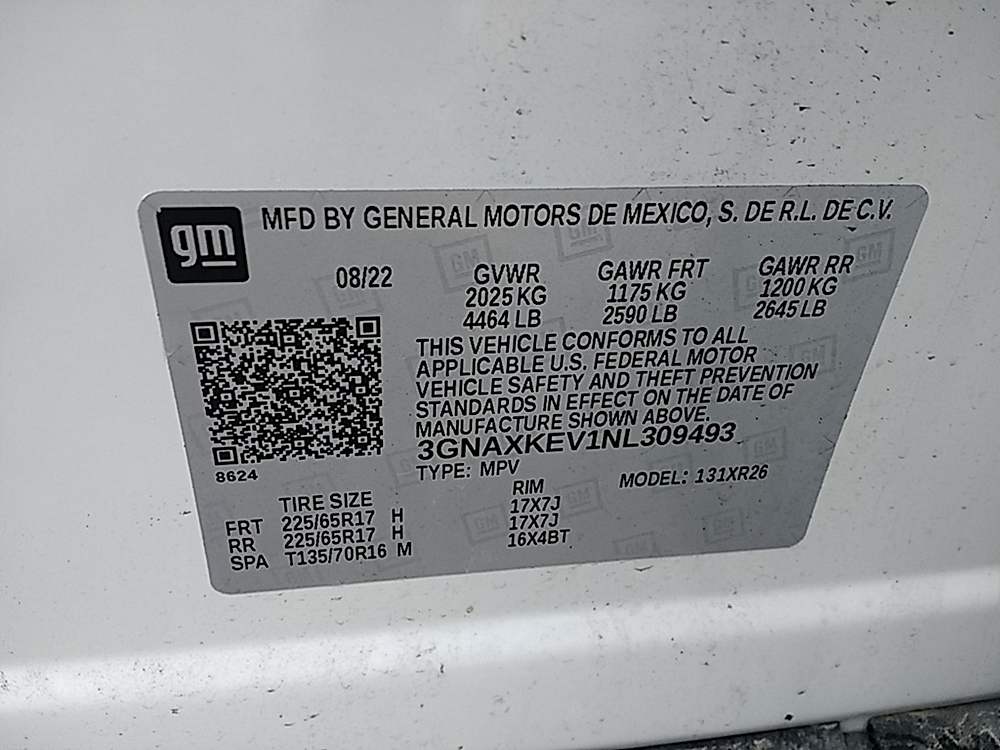 gm
MFD BY GENERAL MOTORS DE MEXICO, S. DE R.L. DE C.V.
08/22 GVWR GAWR FRT GAWR RR
2025 KG 1175 KG 1200 KG
4464 LB 2590 LB 2645 LB
THIS VEHICLE CONFORMS TO ALL
APPLICABLE U.S. FEDERAL MOTOR
VEHICLE SAFETY AND THEFT PREVENTION
STANDARDS IN EFFECT ON THE DATE OF
MANUFACTURE SHOWN ABOVE.
3GNAXKEV1NL309493
8624
TYPE: MPV MODEL: 131XR26
TIRE SIZE RIM
FRT 225/65R17 H 17X7J
RR 225/65R17 H 17X7J
SPA T135/70R16 M 16X4BT